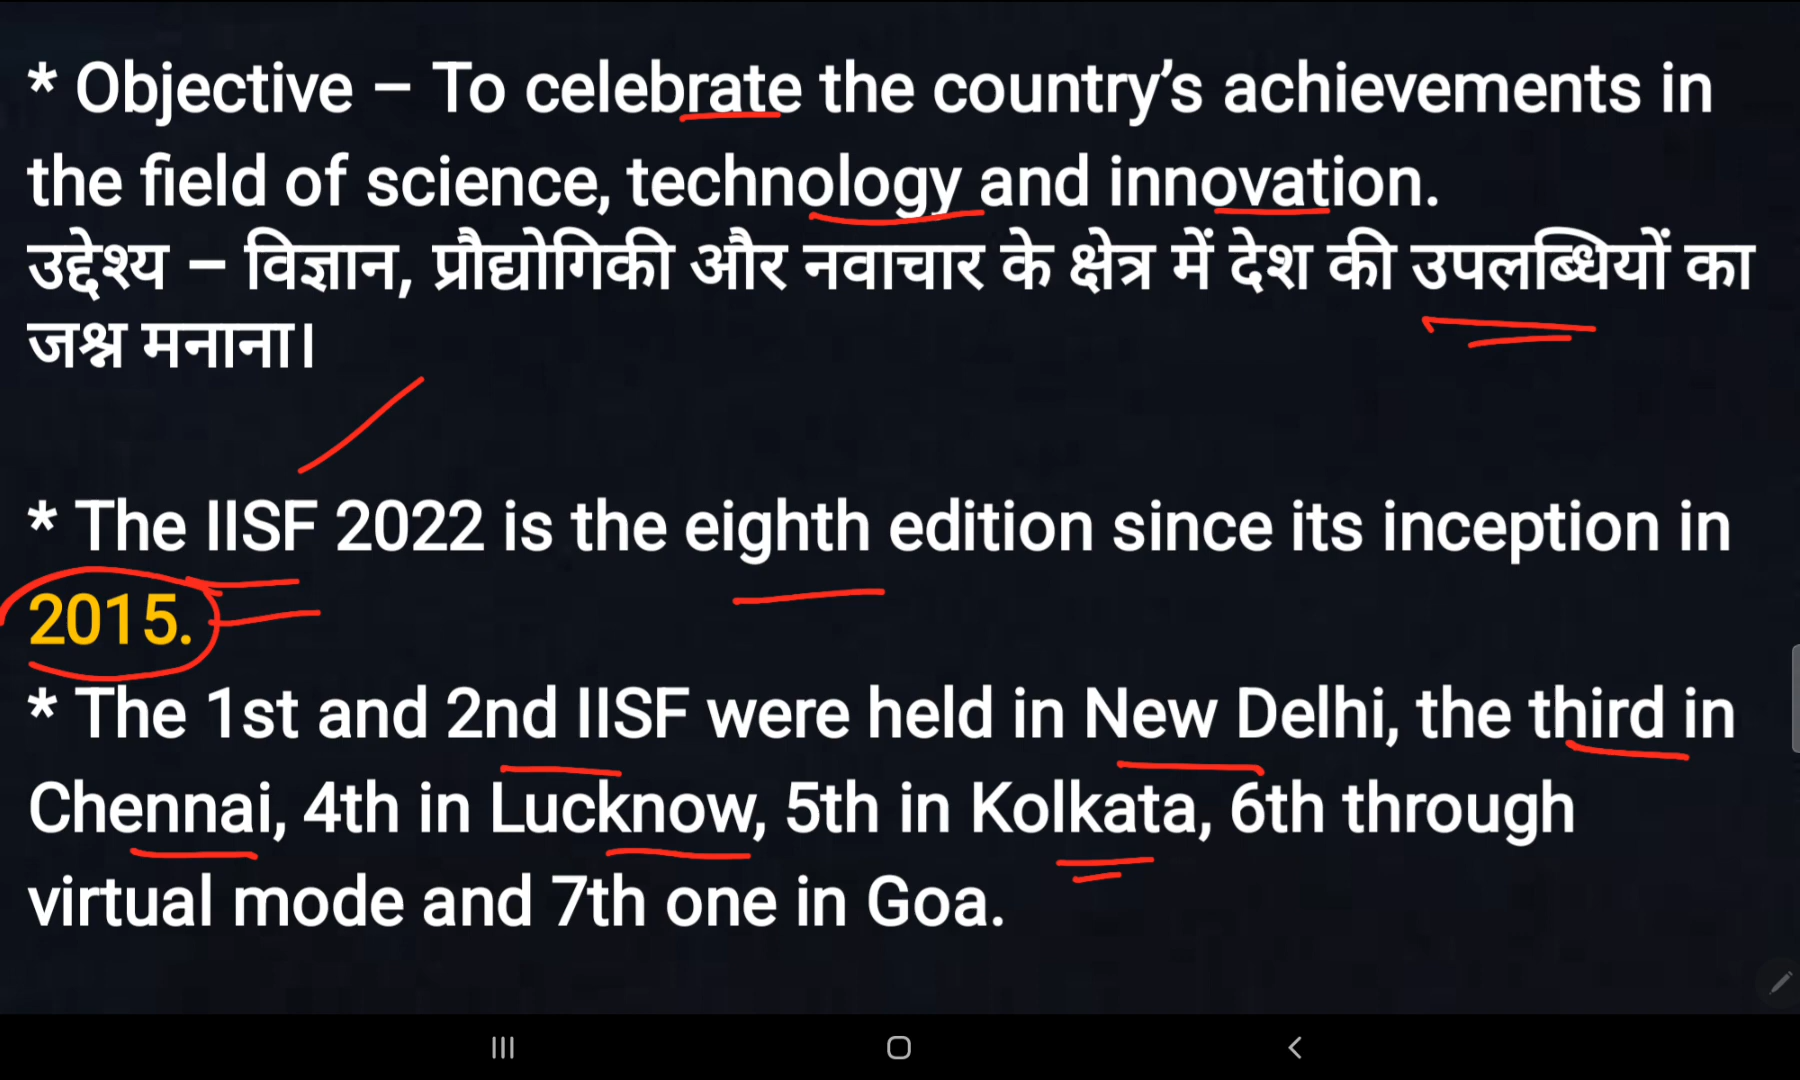 * Objective – To celebrate the country’s achievements in
the field of science, technology and innovation.
उद्देश्य – विज्ञान, प्रौद्योगिकी और नवाचार के क्षेत्र में देश की उपलब्धियों का
जश्न मनाना।
* The IISF 2022 is the eighth edition since its inception in
2015.
* The 1st and 2nd IISF were held in New Delhi, the third in
Chennai, 4th in Lucknow, 5th in Kolkata, 6th through
virtual mode and 7th one in Goa.